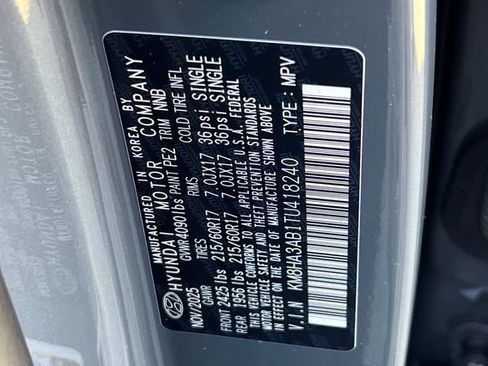 HYUNDAI MOTOR COMPANY
MANUFACTURED IN KOREA BY
NOV/2025 GVWR4090 lbs PAINT PE2 TRIM NNB
GAWR TIRES RIMS COLD TIRE INFL
FRONT 2425 lbs 215/60R17 7.0JX17 36psi SINGLE
REAR 1956 lbs 215/60R17 7.0JX17 36psi SINGLE
THIS VEHICLE CONFORMS TO ALL APPLICABLE U.S.A. FEDERAL
MOTOR VEHICLE SAFETY AND THEFT PREVENTION STANDARDS
IN EFFECT ON THE DATE OF MANUFACTURE SHOWN ABOVE
V.I.N : KM8HA3AB1TU418240 TYPE : MPV